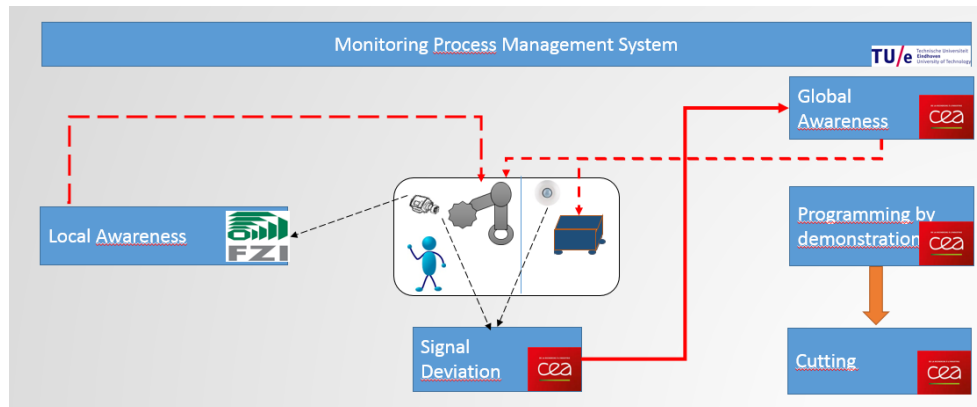 Monitoring Process Management System
TU/e Technische Universiteit
Eindhoven
University of Technology
Global
Awareness
cea
Local Awareness
FZI
Programming by
demonstration
cea
Signal
Deviation
cea
Cutting
cea